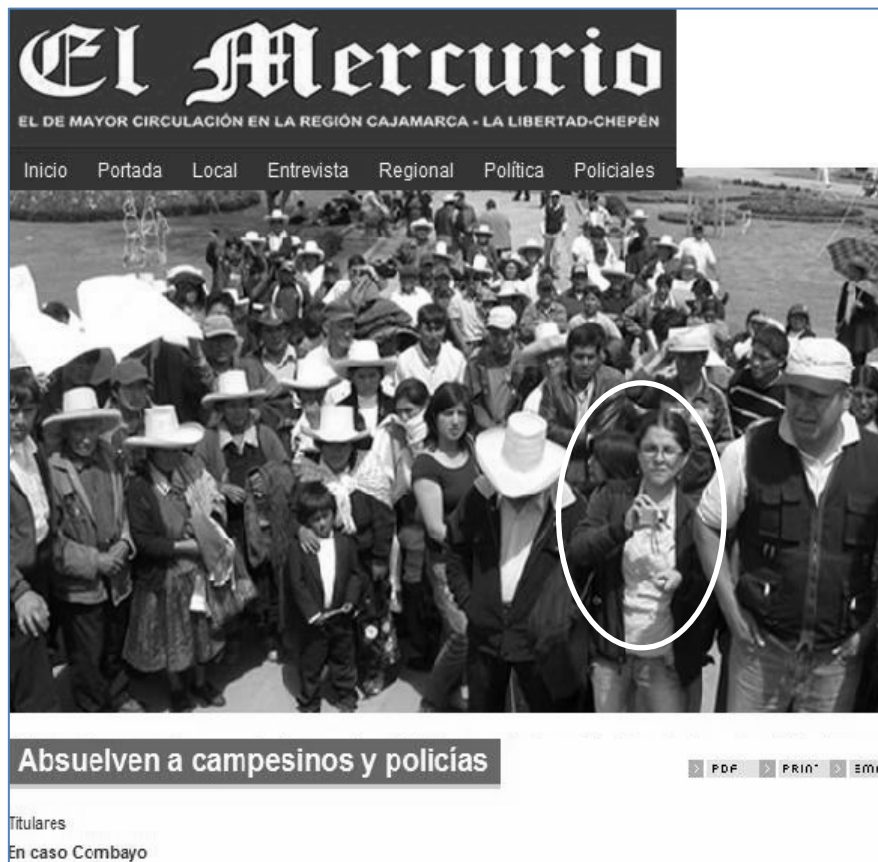 El Mercurio
EL DE MAYOR CIRCULACIÓN EN LA REGIÓN CAJAMARCA - LA LIBERTAD-CHEPÉN
Inicio Portada Local Entrevista Regional Política Policiales
Absuelven a campesinos y policías
PDF PRINT
Titulares
En caso Combayo